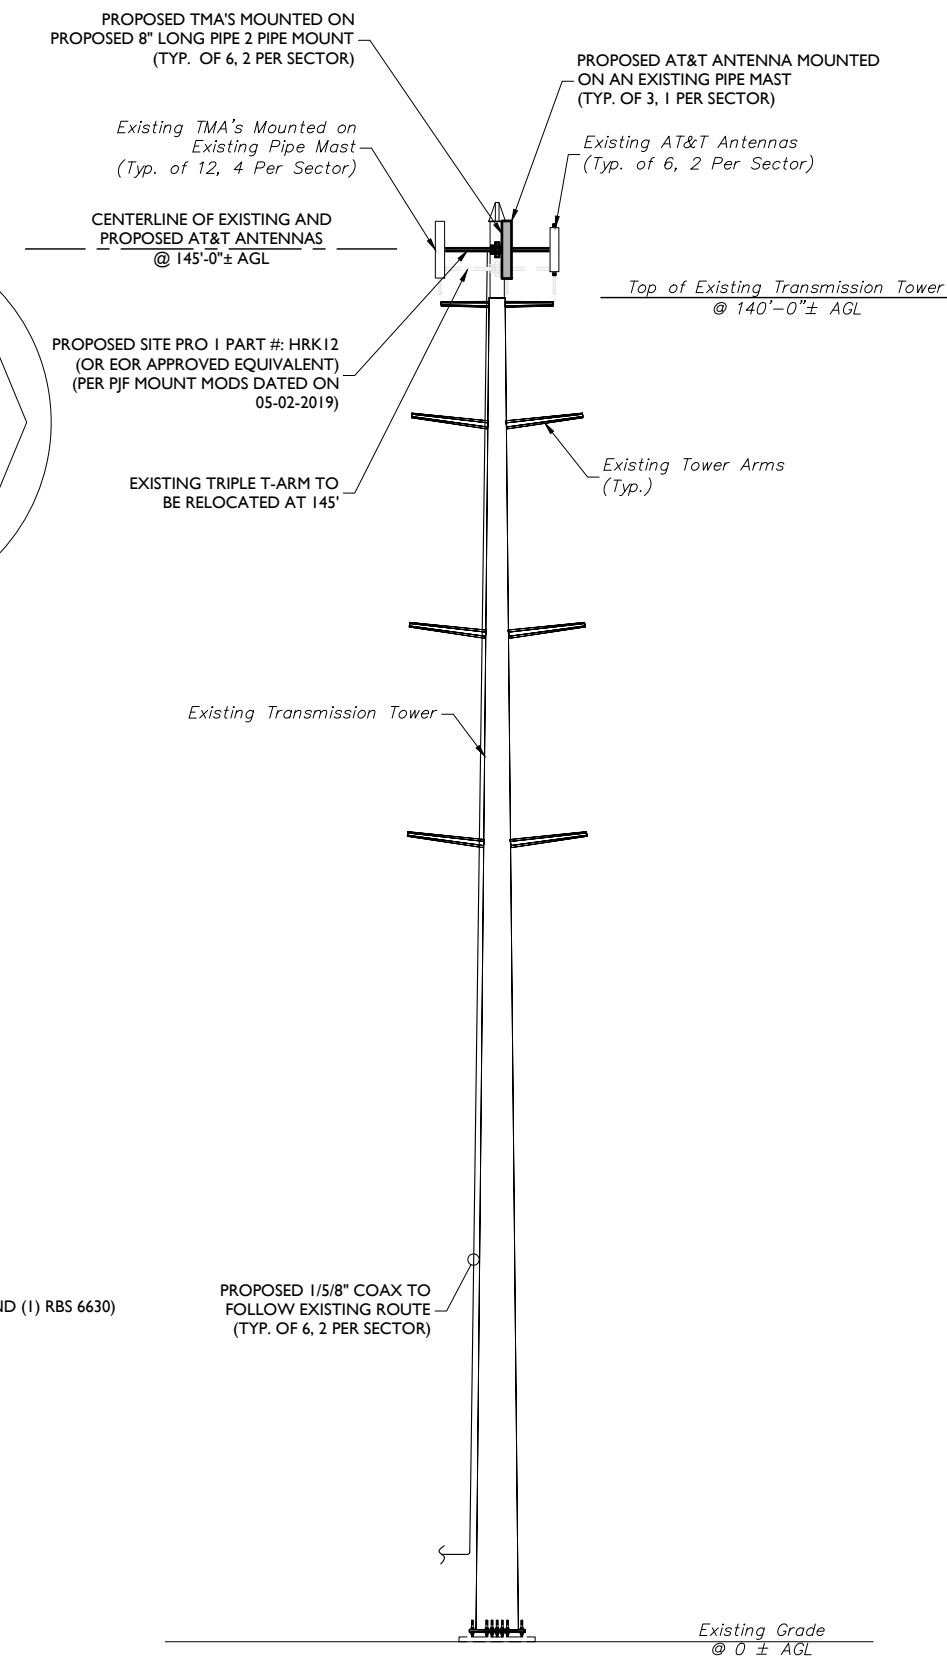 PROPOSED TMA'S MOUNTED ON
PROPOSED 8" LONG PIPE 2 PIPE MOUNT
(TYP. OF 6, 2 PER SECTOR)
PROPOSED AT&T ANTENNA MOUNTED
ON AN EXISTING PIPE MAST
(TYP. OF 3, 1 PER SECTOR)
Existing TMA's Mounted on
Existing Pipe Mast
(Typ. of 12, 4 Per Sector)
Existing AT&T Antennas
(Typ. of 6, 2 Per Sector)
CENTERLINE OF EXISTING AND
PROPOSED AT&T ANTENNAS
@ 145'-0"± AGL
Top of Existing Transmission Tower
@ 140'-0"± AGL
PROPOSED SITE PRO 1 PART #: HRK12
(OR EOR APPROVED EQUIVALENT)
(PER PJF MOUNT MODS DATED ON
05-02-2019)
Existing Tower Arms
(Typ.)
EXISTING TRIPLE T-ARM TO
BE RELOCATED AT 145'
Existing Transmission Tower
PROPOSED 1/5/8" COAX TO
FOLLOW EXISTING ROUTE
(TYP. OF 6, 2 PER SECTOR)
(1) RBS 6630)
Existing Grade
@ 0 ± AGL